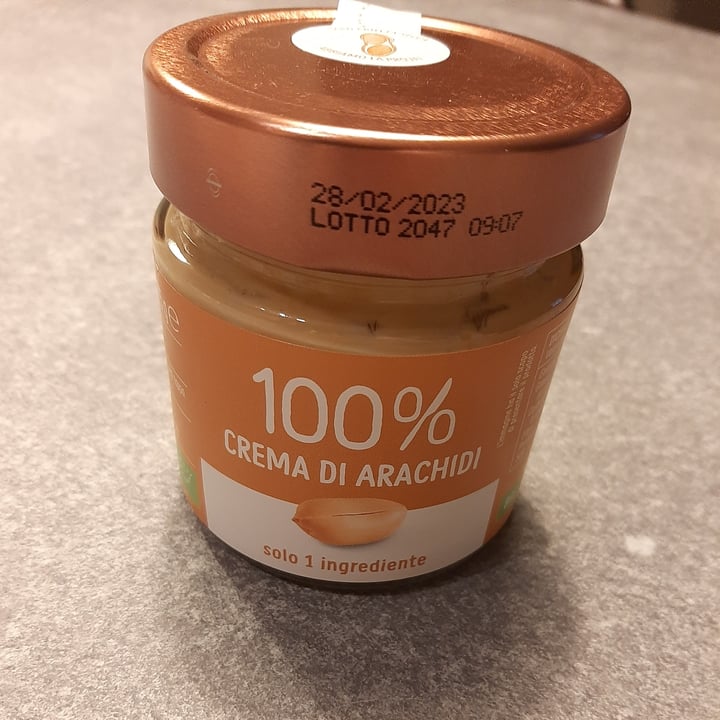 28/02/2023
LOTTO 2047 09:07
100%
CREMA DI ARACHIDI
solo 1 ingrediente